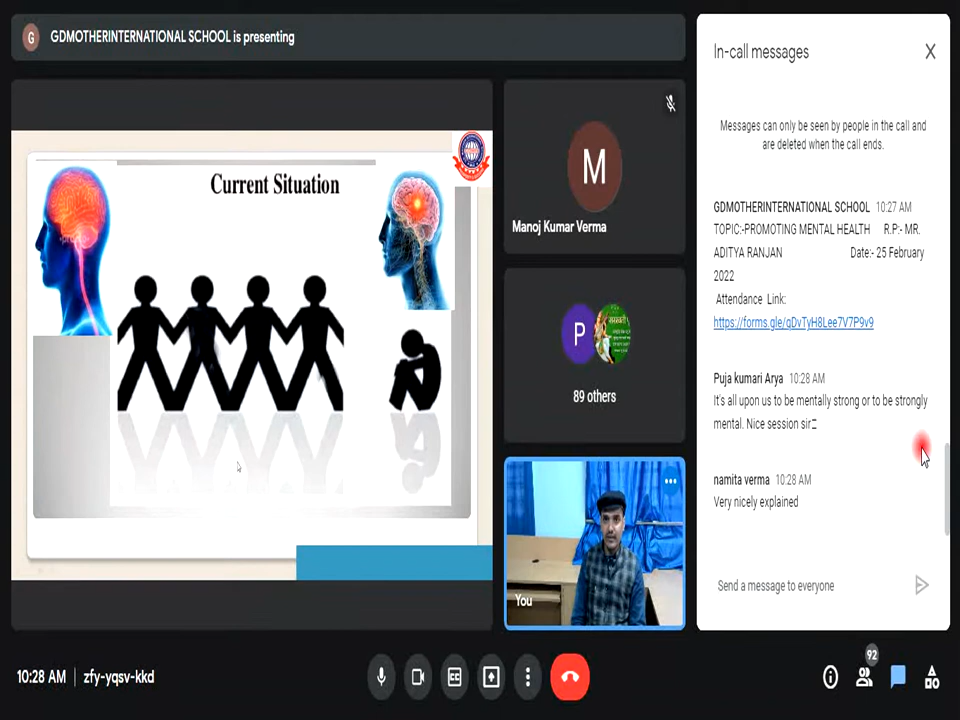 G GDMOTHERINTERNATIONAL SCHOOL is presenting
Current Situation
M
Manoj Kumar Verma
P
89 others
You
In-call messages
Messages can only be seen by people in the call and
are deleted when the call ends.
GDMOTHERINTERNATIONAL SCHOOL 10:27 AM
TOPIC:-PROMOTING MENTAL HEALTH R.P:- MR.
ADITYA RANJAN Date:- 25 February
2022
Attendance Link:
https://forms.gle/qDvTyH8Lee7V7P9v9
Puja kumari Arya 10:28 AM
It's all upon us to be mentally strong or to be strongly
mental. Nice session sir
namita verma 10:28 AM
Very nicely explained
Send a message to everyone
10:28 AM | zfy-yqsv-kkd
CC
92